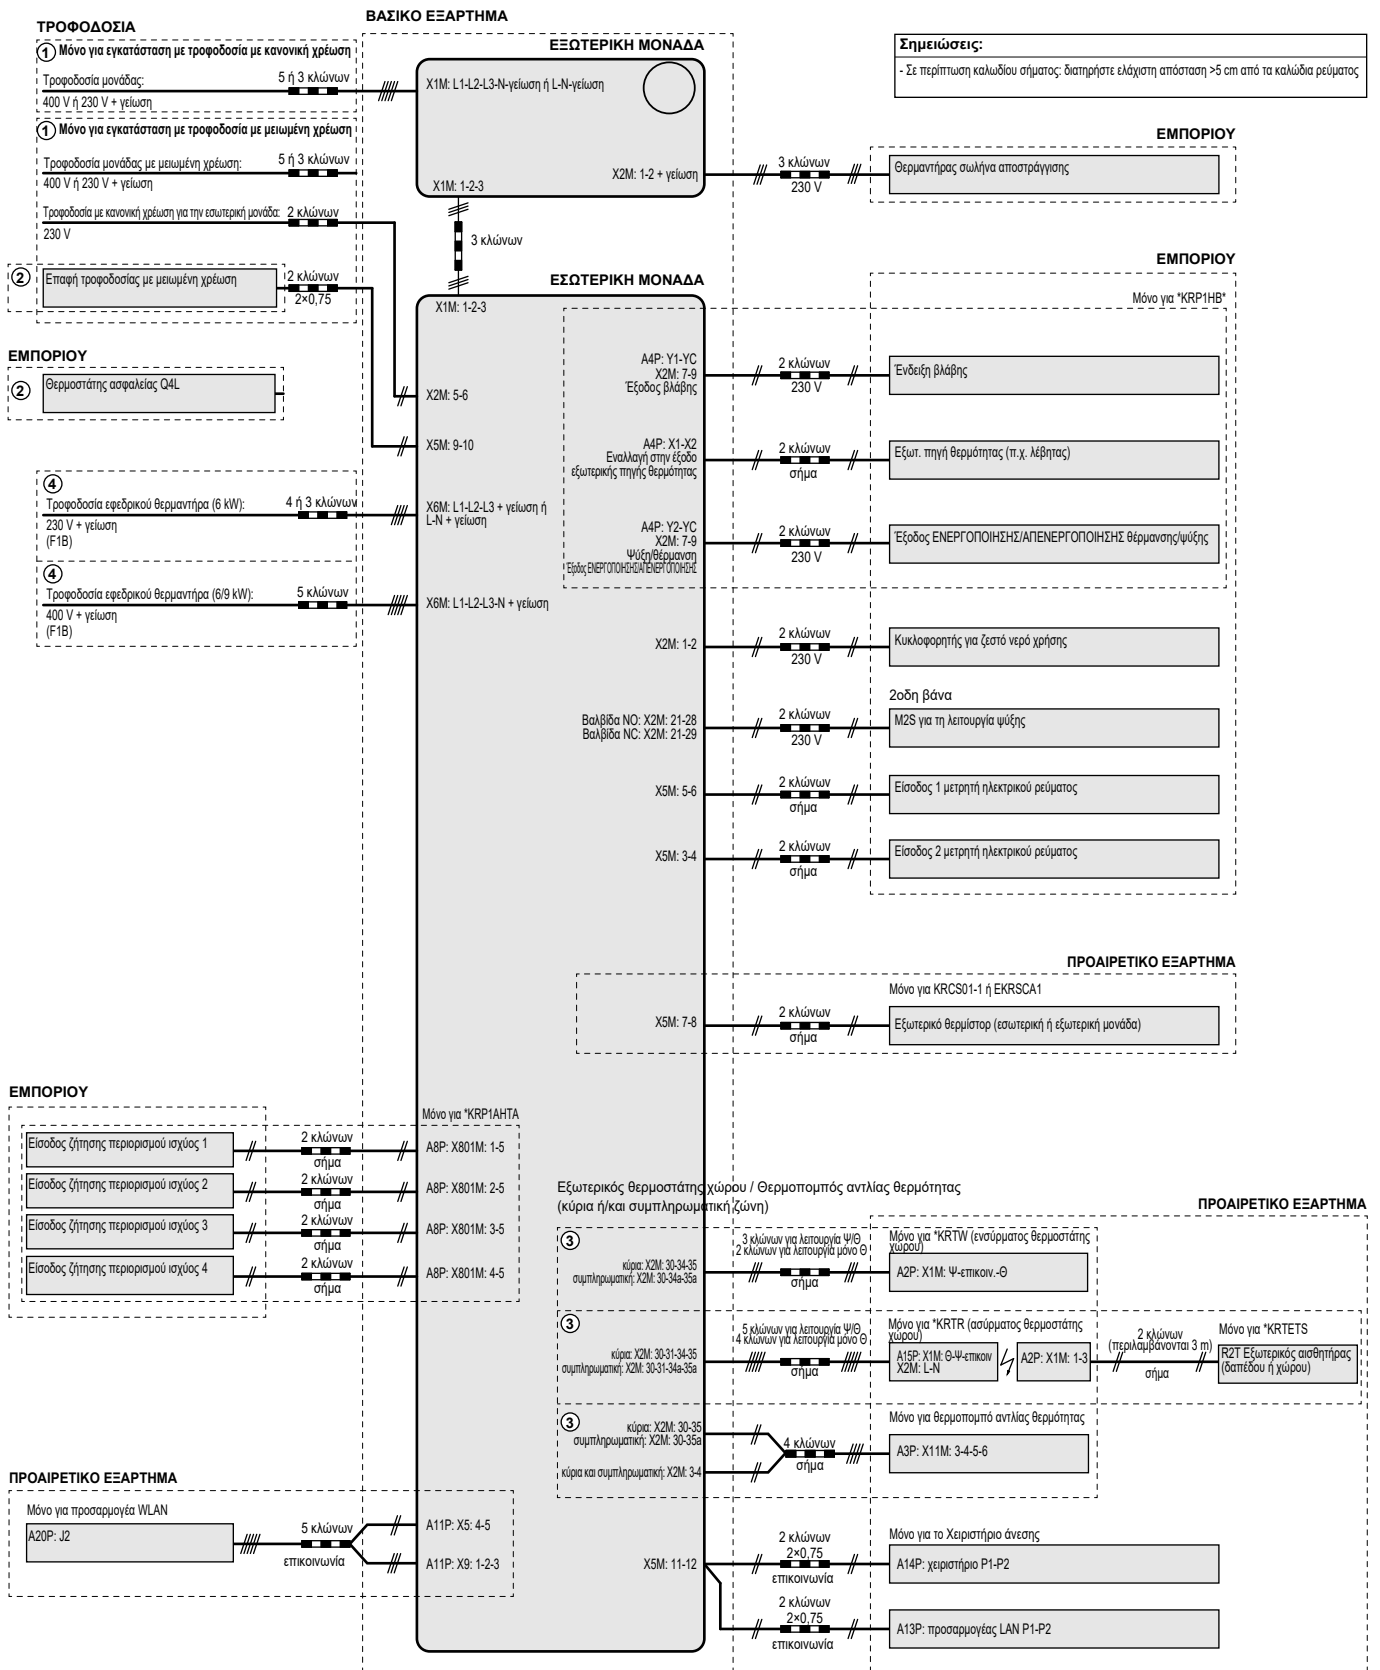 ΒΑΣΙΚΟ ΕΞΑΡΤΗΜΑ
ΤΡΟΦΟΔΟΣΙΑ
① Μόνο για εγκατάσταση με τροφοδοσία με κανονική χρέωση
Τροφοδοσία μονάδας:
5 ή 3 κλώνων
400 V ή 230 V + γείωση
① Μόνο για εγκατάσταση με τροφοδοσία με μειωμένη χρέωση
Τροφοδοσία μονάδας με μειωμένη χρέωση:
5 ή 3 κλώνων
400 V ή 230 V + γείωση
Τροφοδοσία με κανονική χρέωση για την εσωτερική μονάδα:
2 κλώνων
230 V
②
Επαφή τροφοδοσίας με μειωμένη χρέωση
2 κλώνων
2×0,75
ΕΜΠΟΡΙΟΥ
②
Θερμοστάτης ασφαλείας Q4L
④
Τροφοδοσία εφεδρικού θερμαντήρα (6 kW):
4 ή 3 κλώνων
230 V + γείωση
(F1B)
④
Τροφοδοσία εφεδρικού θερμαντήρα (6/9 kW):
5 κλώνων
400 V + γείωση
(F1B)
ΕΞΩΤΕΡΙΚΗ ΜΟΝΑΔΑ
X1M: L1-L2-L3-N-γείωση ή L-N-γείωση
X2M: 1-2 + γείωση
X1M: 1-2-3
3 κλώνων
Σημειώσεις:
- Σε περίπτωση καλωδίου σήματος: διατηρήστε ελάχιστη απόσταση >5 cm από τα καλώδια ρεύματος
ΕΜΠΟΡΙΟΥ
3 κλώνων
230 V
Θερμαντήρας σωλήνα αποστράγγισης
ΕΣΩΤΕΡΙΚΗ ΜΟΝΑΔΑ
X1M: 1-2-3
X2M: 5-6
X5M: 9-10
X6M: L1-L2-L3 + γείωση ή
L-N + γείωση
X6M: L1-L2-L3-N + γείωση
ΕΜΠΟΡΙΟΥ
Μόνο για *KRP1HB*
A4P: Y1-YC
X2M: 7-9
Έξοδος βλάβης
2 κλώνων
230 V
Ένδειξη βλάβης
A4P: X1-X2
Εναλλαγή στην έξοδο
εξωτερικής πηγής θερμότητας
2 κλώνων
σήμα
Εξωτ. πηγή θερμότητας (π.χ. λέβητας)
A4P: Y2-YC
X2M: 7-9
Ψύξη/θέρμανση
Έξοδος ΕΝΕΡΓΟΠΟΙΗΣΗΣ/ΑΠΕΝΕΡΓΟΠΟΙΗΣΗΣ
2 κλώνων
230 V
Έξοδος ΕΝΕΡΓΟΠΟΙΗΣΗΣ/ΑΠΕΝΕΡΓΟΠΟΙΗΣΗΣ θέρμανσης/ψύξης
X2M: 1-2
2 κλώνων
230 V
Κυκλοφορητής για ζεστό νερό χρήσης
2οδη βάνα
Βαλβίδα NO: X2M: 21-28
Βαλβίδα NC: X2M: 21-29
2 κλώνων
230 V
M2S για τη λειτουργία ψύξης
X5M: 5-6
2 κλώνων
σήμα
Είσοδος 1 μετρητή ηλεκτρικού ρεύματος
X5M: 3-4
2 κλώνων
σήμα
Είσοδος 2 μετρητή ηλεκτρικού ρεύματος
ΠΡΟΑΙΡΕΤΙΚΟ ΕΞΑΡΤΗΜΑ
Μόνο για KRCS01-1 ή EKRSCA1
X5M: 7-8
2 κλώνων
σήμα
Εξωτερικό θερμίστορ (εσωτερική ή εξωτερική μονάδα)
ΕΜΠΟΡΙΟΥ
Μόνο για *KRP1AHTA
Είσοδος ζήτησης περιορισμού ισχύος 1
2 κλώνων
σήμα
A8P: X801M: 1-5
Είσοδος ζήτησης περιορισμού ισχύος 2
2 κλώνων
σήμα
A8P: X801M: 2-5
Είσοδος ζήτησης περιορισμού ισχύος 3
2 κλώνων
σήμα
A8P: X801M: 3-5
Είσοδος ζήτησης περιορισμού ισχύος 4
2 κλώνων
σήμα
A8P: X801M: 4-5
Εξωτερικός θερμοστάτης χώρου / Θερμοπομπός αντλίας θερμότητας
(κύρια ή/και συμπληρωματική ζώνη)
ΠΡΟΑΙΡΕΤΙΚΟ ΕΞΑΡΤΗΜΑ
③
κύρια: X2M: 30-34-35
συμπληρωματική: X2M: 30-34a-35a
3 κλώνων για λειτουργία Ψ/Θ
2 κλώνων για λειτουργία μόνο Θ
σήμα
Μόνο για *KRTW (ενσύρματος θερμοστάτης
χώρου)
A2P: X1M: Ψ-επικοιν.-Θ
③
κύρια: X2M: 30-31-34-35
συμπληρωματική: X2M: 30-31-34a-35a
5 κλώνων για λειτουργία Ψ/Θ
4 κλώνων για λειτουργία μόνο Θ
σήμα
Μόνο για *KRTR (ασύρματος θερμοστάτης
χώρου)
A15P: X1M: Θ-Ψ-επικοιν
X2M: L-N
A2P: X1M: 1-3
2 κλώνων
(περιλαμβάνονται 3 m)
σήμα
Μόνο για *KRTETS
R2T Εξωτερικός αισθητήρας
(δαπέδου ή χώρου)
③
κύρια: X2M: 30-35
συμπληρωματική: X2M: 30-35a
κύρια και συμπληρωματική: X2M: 3-4
4 κλώνων
σήμα
Μόνο για θερμοπομπό αντλίας θερμότητας
A3P: X11M: 3-4-5-6
ΠΡΟΑΙΡΕΤΙΚΟ ΕΞΑΡΤΗΜΑ
Μόνο για προσαρμογέα WLAN
A20P: J2
5 κλώνων
επικοινωνία
A11P: X5: 4-5
A11P: X9: 1-2-3
X5M: 11-12
2 κλώνων
2×0,75
επικοινωνία
Μόνο για το Χειριστήριο άνεσης
A14P: χειριστήριο P1-P2
2 κλώνων
2×0,75
επικοινωνία
A13P: προσαρμογέας LAN P1-P2